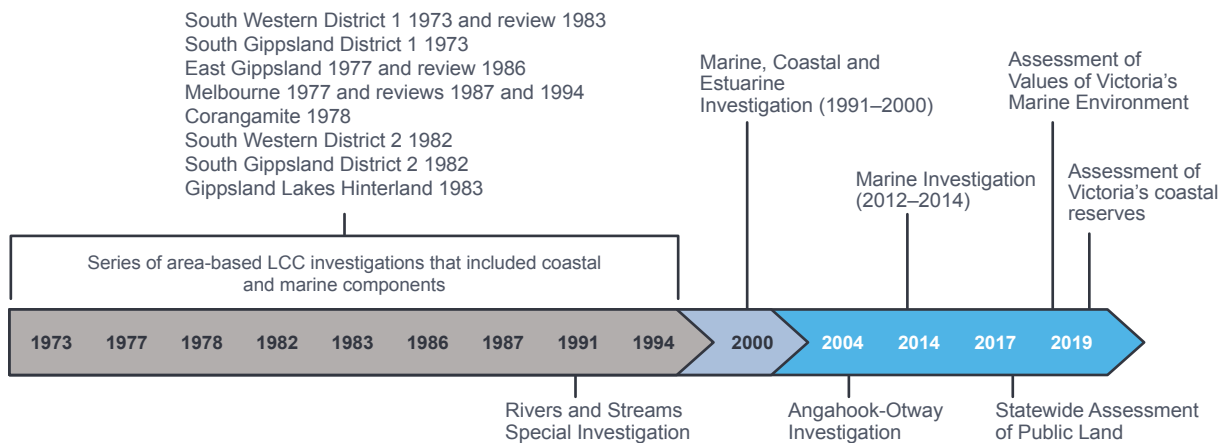 South Western District 1 1973 and review 1983
South Gippsland District 1 1973
East Gippsland 1977 and review 1986
Melbourne 1977 and reviews 1987 and 1994
Corangamite 1978
South Western District 2 1982
South Gippsland District 2 1982
Gippsland Lakes Hinterland 1983
Marine, Coastal and
Estuarine
Investigation (1991–2000)
Marine Investigation
(2012–2014)
Assessment of
Values of Victoria’s
Marine Environment
Assessment of
Victoria’s coastal
reserves
Series of area-based LCC investigations that included coastal
and marine components
1973 1977 1978 1982 1983 1986 1987 1991 1994 2000 2004 2014 2017 2019
Rivers and Streams
Special Investigation
Angahook-Otway
Investigation
Statewide Assessment
of Public Land